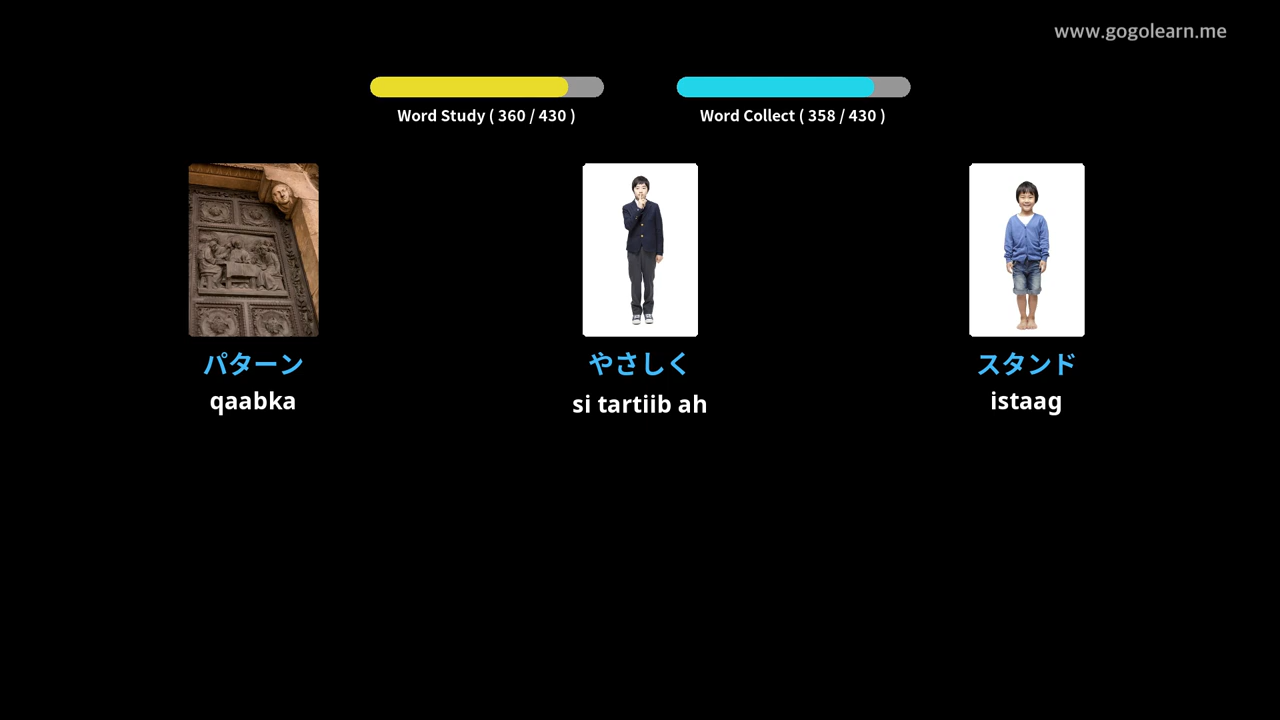 www.gogolearn.me
Word Study ( 360 / 430 )
Word Collect ( 358 / 430 )
パターン
やさしく
スタンド
qaabka
si tartiib ah
istaag